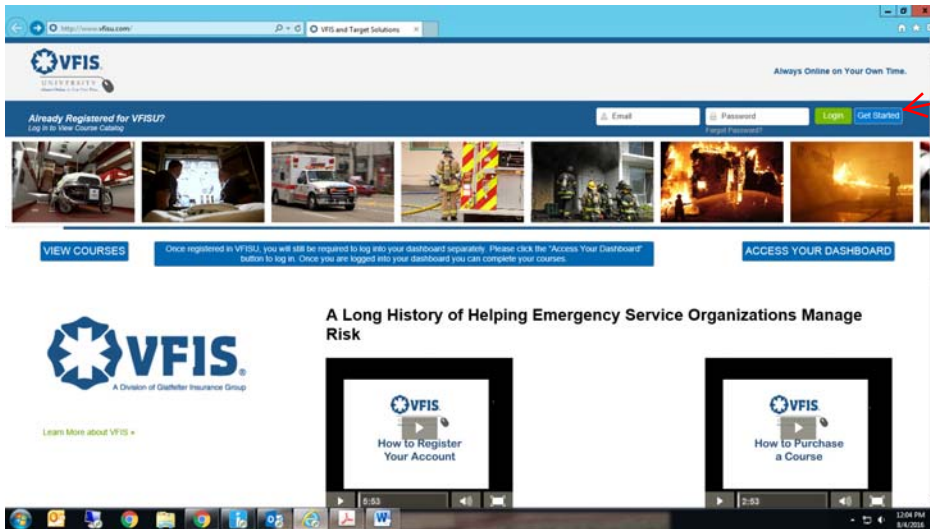 http://www.vfisu.com/
VFIS and Target Solutions
VFIS
UNIVERSITY
Always Online on Your Own Time.
Already Registered for VFISU?
Log In to View Course Catalog
Email
Password
Login
Get Started
Forgot Password?
VIEW COURSES
Once registered in VFISU, you will still be required to log into your dashboard separately. Please click the "Access Your Dashboard"
button to log in. Once you are logged into your dashboard you can complete your courses.
ACCESS YOUR DASHBOARD
A Long History of Helping Emergency Service Organizations Manage
Risk
VFIS®
A Division of Glatfelter Insurance Group
Learn More about VFIS »
VFIS
How to Register
Your Account
5:53
VFIS
How to Purchase
a Course
2:53
12:04 PM
8/4/2016